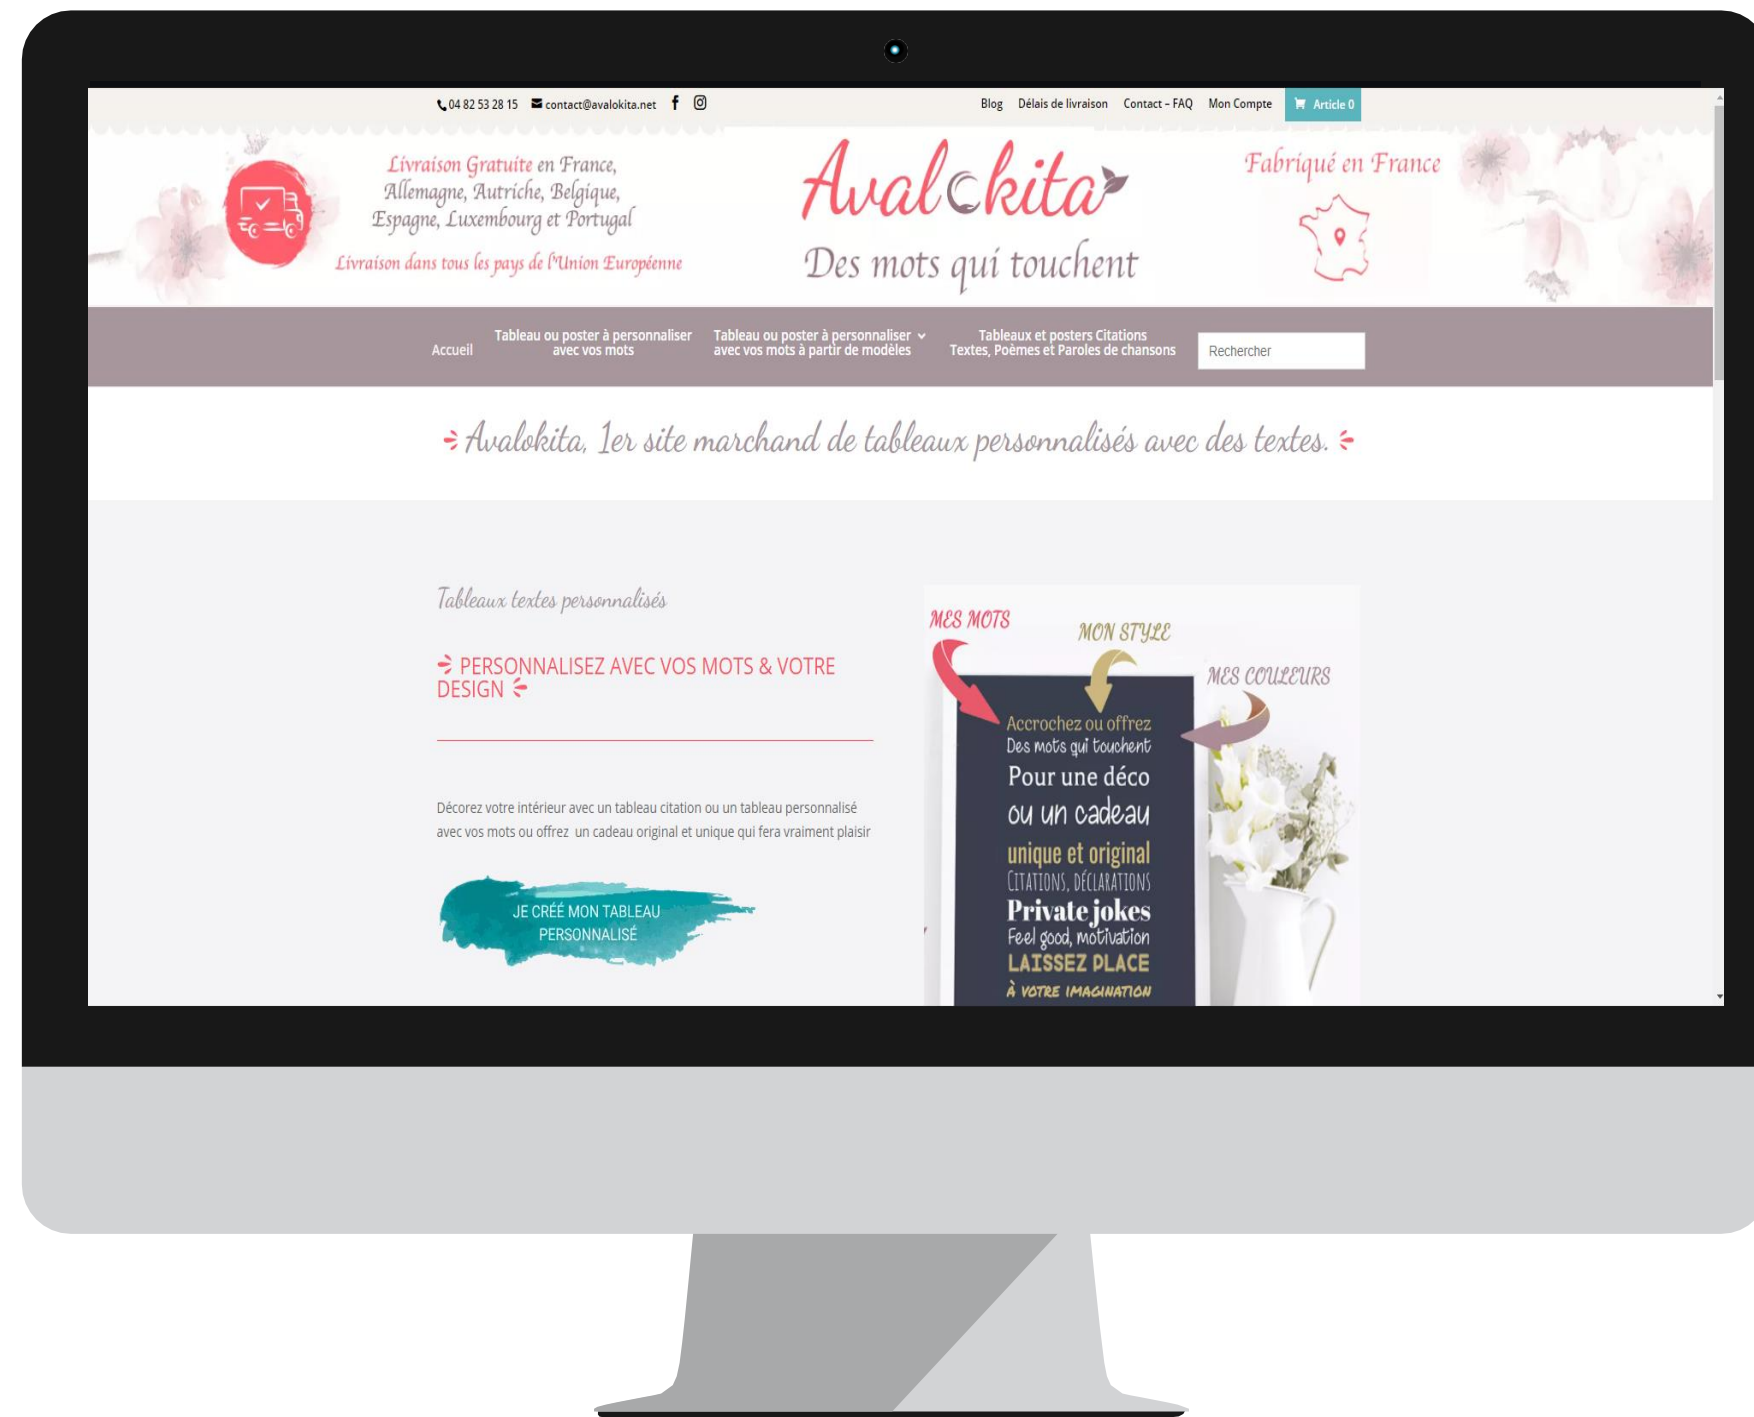 04 82 53 28 15 contact@avalokita.net
Blog Délais de livraison Contact – FAQ Mon Compte Article 0
Livraison Gratuite en France,
Allemagne, Autriche, Belgique,
Espagne, Luxembourg et Portugal
Livraison dans tous les pays de l'Union Européenne
Avalokita
Des mots qui touchent
Fabriqué en France
Accueil
Tableau ou poster à personnaliser
avec vos mots
Tableau ou poster à personnaliser
avec vos mots à partir de modèles
Tableaux et posters Citations
Textes, Poèmes et Paroles de chansons
Rechercher
Avalokita, 1er site marchand de tableaux personnalisés avec des textes.
Tableaux textes personnalisés
PERSONNALISEZ AVEC VOS MOTS & VOTRE
DESIGN
Décorez votre intérieur avec un tableau citation ou un tableau personnalisé
avec vos mots ou offrez un cadeau original et unique qui fera vraiment plaisir
JE CRÉÉ MON TABLEAU
PERSONNALISÉ
MES MOTS
MON STYLE
MES COULEURS
Accrochez ou offrez
Des mots qui touchent
Pour une déco
ou un cadeau
unique et original
CITATIONS, DÉCLARATIONS
Private jokes
Feel good, motivation
LAISSEZ PLACE
À VOTRE IMAGINATION